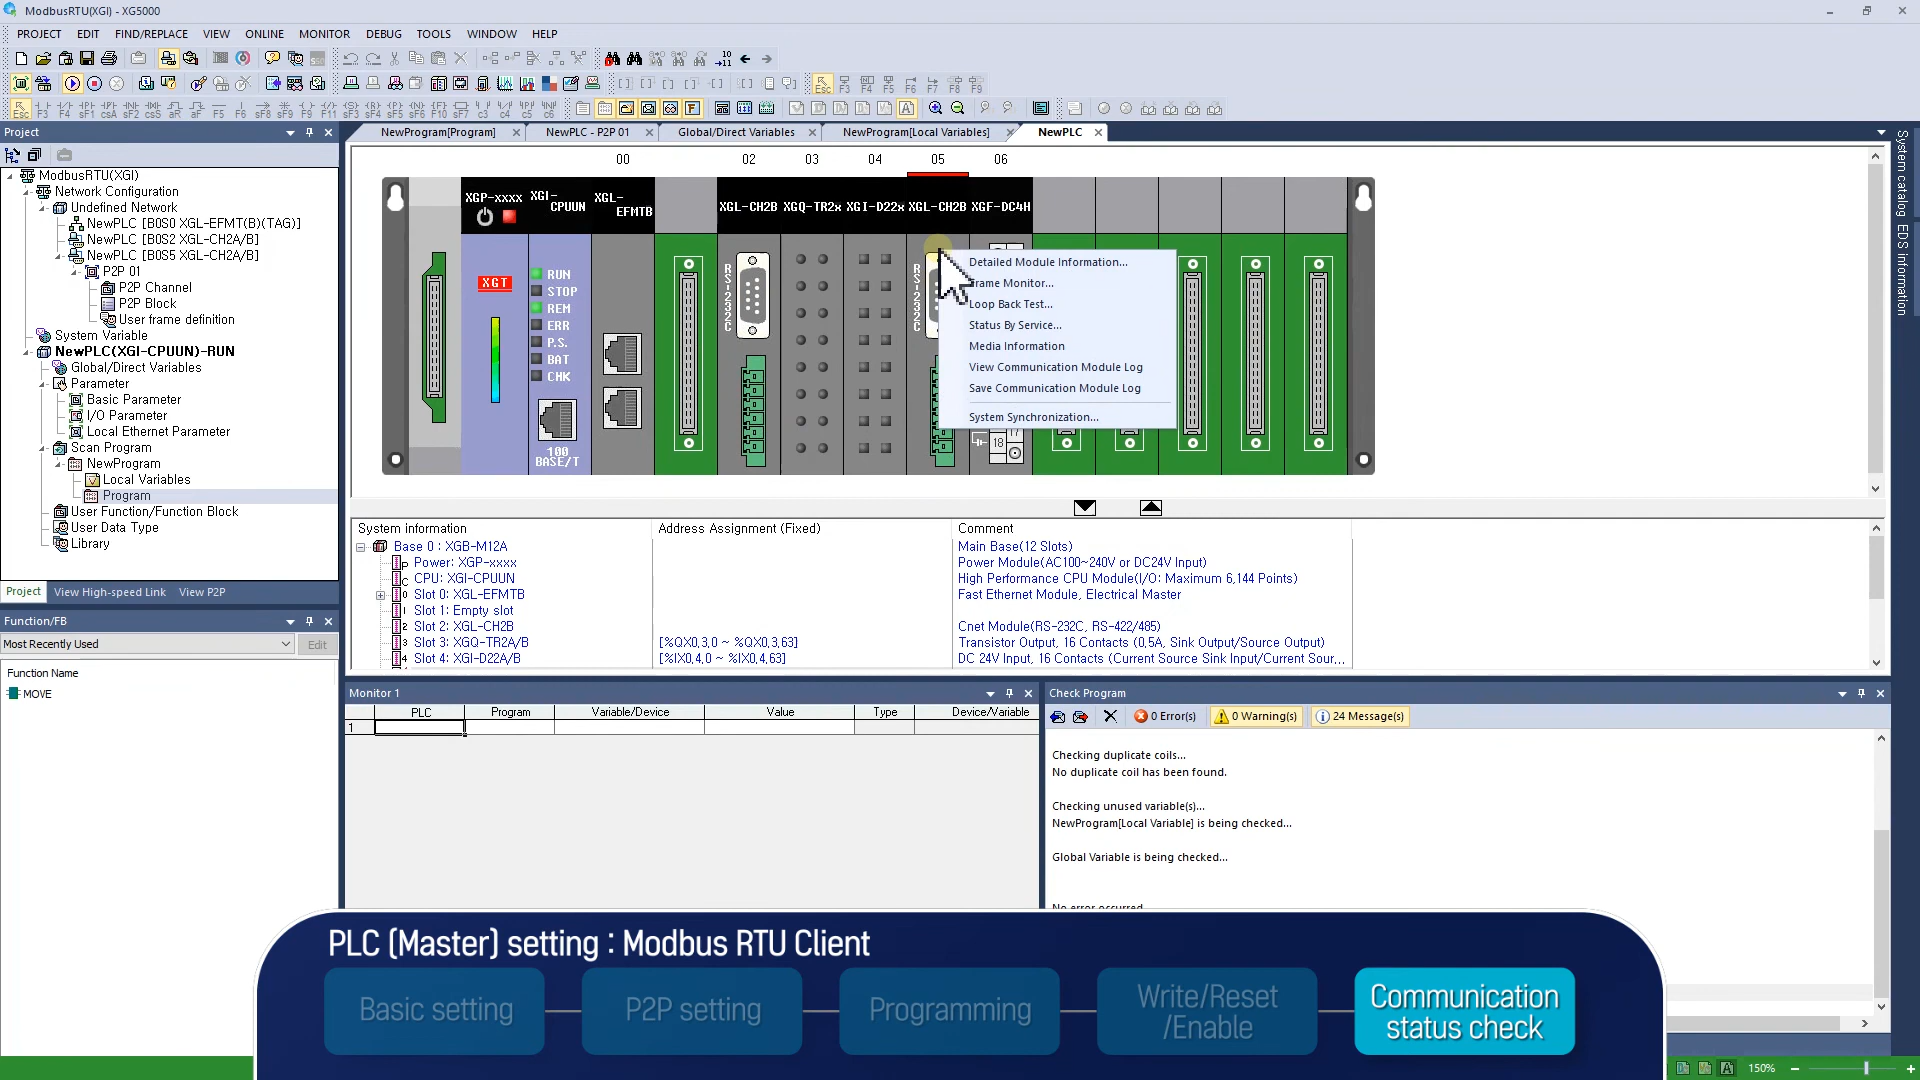 ModbusRTU(XGI) - XG5000
PROJECT EDIT FIND/REPLACE VIEW ONLINE MONITOR DEBUG TOOLS WINDOW HELP
Project
NewProgram[Program]
NewPLC - P2P 01
Global/Direct Variables
NewProgram[Local Variables]
NewPLC
ModbusRTU(XGI)
Network Configuration
Undefined Network
NewPLC [B0S0 XGL-EFMT(B)(TAG)]
NewPLC [B0S2 XGL-CH2A/B]
NewPLC [B0S5 XGL-CH2A/B]
P2P 01
P2P Channel
P2P Block
User frame definition
System Variable
NewPLC(XGI-CPUUN)-RUN
Global/Direct Variables
Parameter
Basic Parameter
I/O Parameter
Local Ethernet Parameter
Scan Program
NewProgram
Local Variables
Program
User Function/Function Block
User Data Type
Library
Project View High-speed Link View P2P
Function/FB
Most Recently Used
Edit
Function Name
MOVE
00 02 03 04 05 06
XGP-xxxx XGI-CPUUN XGL-EFMTB XGL-CH2B XGQ-TR2x XGI-D22x XGL-CH2B XGF-DC4H
XGT
RUN
STOP
REM
ERR
P.S.
BAT
CHK
100
BASE/T
RS-232C
RS-232C
17
18
Detailed Module Information...
Frame Monitor...
Loop Back Test...
Status By Service...
Media Information
View Communication Module Log
Save Communication Module Log
System Synchronization...
System information Address Assignment (Fixed) Comment
Base 0 : XGB-M12A Main Base(12 Slots)
Power: XGP-xxxx Power Module(AC100~240V or DC24V Input)
CPU: XGI-CPUUN High Performance CPU Module(I/O: Maximum 6,144 Points)
Slot 0: XGL-EFMTB Fast Ethernet Module, Electrical Master
Slot 1: Empty slot
Slot 2: XGL-CH2B Cnet Module(RS-232C, RS-422/485)
Slot 3: XGQ-TR2A/B [%QX0,3,0 ~ %QX0,3,63] Transistor Output, 16 Contacts (0,5A, Sink Output/Source Output)
Slot 4: XGI-D22A/B [%IX0,4,0 ~ %IX0,4,63] DC 24V Input, 16 Contacts (Current Source Sink Input/Current Sour...
System catalog
EDS information
Monitor 1
PLC Program Variable/Device Value Type Device/Variable
1
Check Program
0 Error(s) 0 Warning(s) 24 Message(s)
Checking duplicate coils...
No duplicate coil has been found.
Checking unused variable(s)...
NewProgram[Local Variable] is being checked...
Global Variable is being checked...
No error occurred
PLC (Master) setting : Modbus RTU Client
Basic setting
P2P setting
Programming
Write/Reset
/Enable
Communication
status check
150%